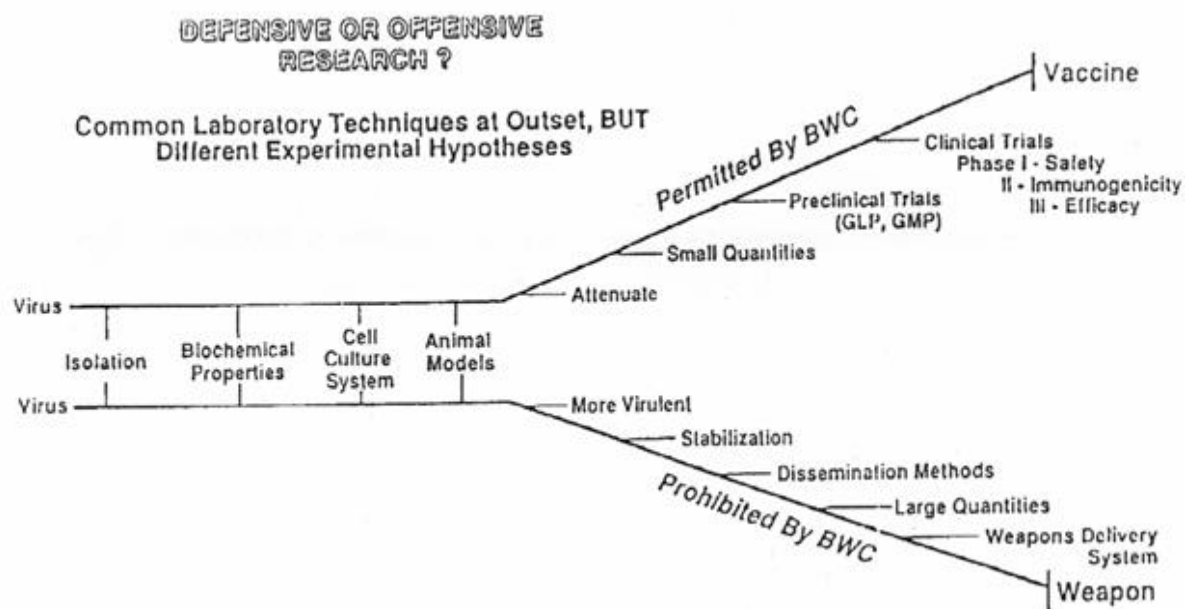 DEFENSIVE OR OFFENSIVE
RESEARCH ?
Common Laboratory Techniques at Outset, BUT
Different Experimental Hypotheses
Permitted By BWC
Vaccine
Clinical Trials
Phase I - Safety
II - Immunogenicity
III - Efficacy
Preclinical Trials
(GLP, GMP)
Small Quantities
Attenuate
Virus
Isolation
Biochemical
Properties
Cell
Culture
System
Animal
Models
Virus
More Virulent
Stabilization
Dissemination Methods
Large Quantities
Weapons Delivery
System
Prohibited By BWC
Weapon